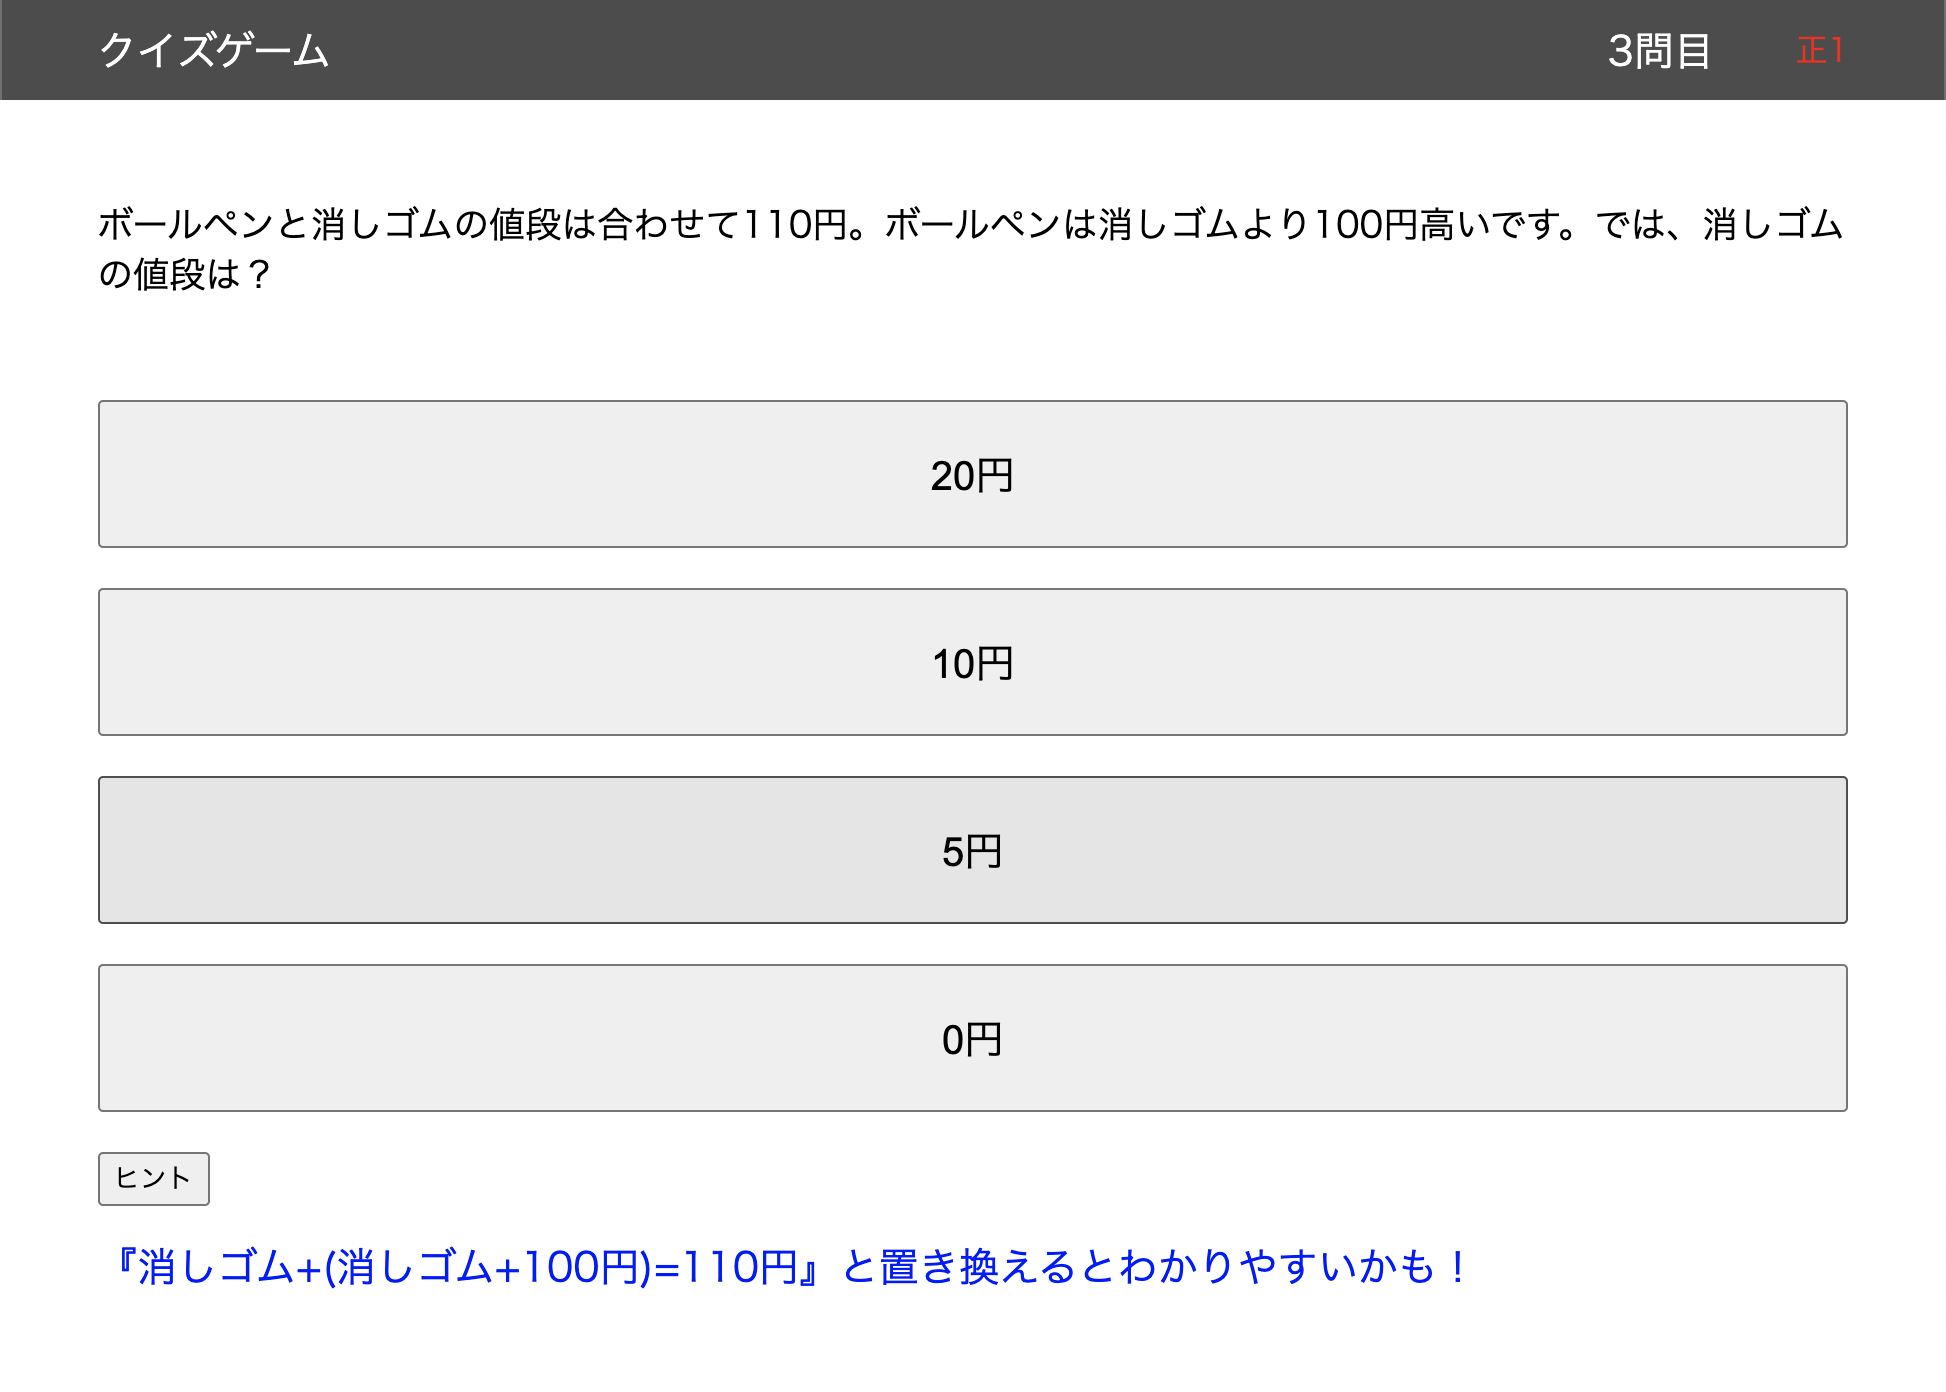 クイズゲーム
3問目
正1
ボールペンと消しゴムの値段は合わせて110円。ボールペンは消しゴムより100円高いです。では、消しゴム
の値段は？
20円
10円
5円
0円
ヒント
『消しゴム+(消しゴム+100円)=110円』と置き換えるとわかりやすいかも！